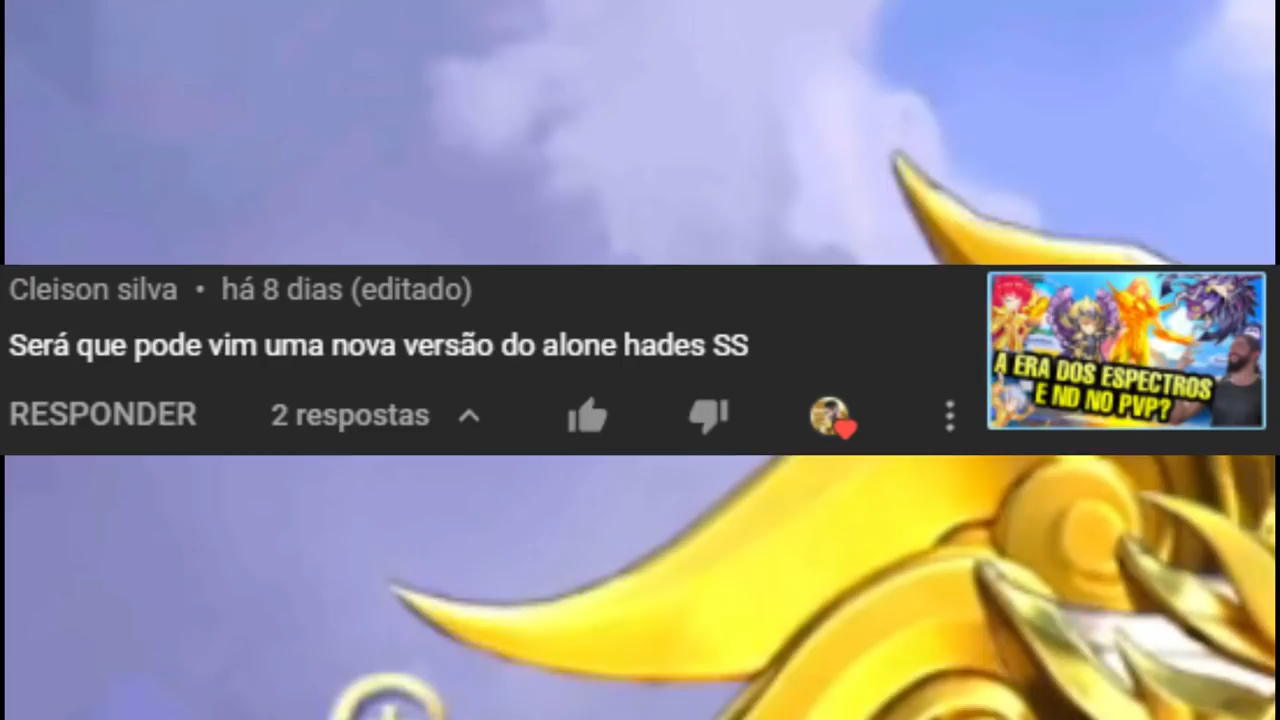 Cleison silva • há 8 dias (editado)
Será que pode vim uma nova versão do alone hades SS
RESPONDER 2 respostas
A ERA DOS ESPECTROS
E ND NO PVP?